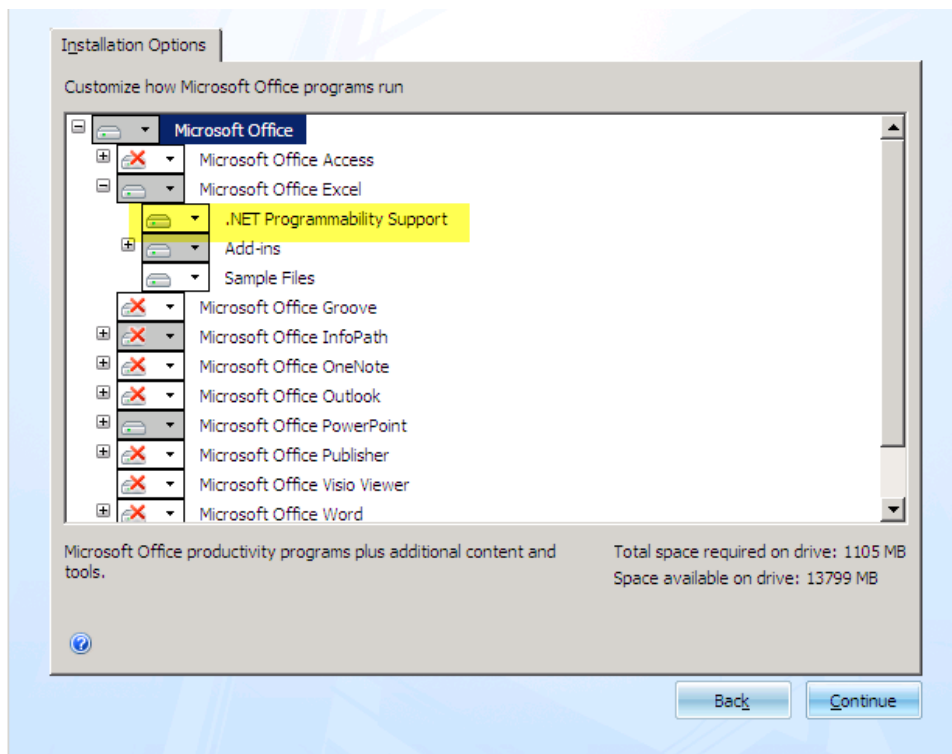 Installation Options
Customize how Microsoft Office programs run
Microsoft Office
Microsoft Office Access
Microsoft Office Excel
.NET Programmability Support
Add-ins
Sample Files
Microsoft Office Groove
Microsoft Office InfoPath
Microsoft Office OneNote
Microsoft Office Outlook
Microsoft Office PowerPoint
Microsoft Office Publisher
Microsoft Office Visio Viewer
Microsoft Office Word
Microsoft Office productivity programs plus additional content and
tools.
Total space required on drive: 1105 MB
Space available on drive: 13799 MB
Back
Continue